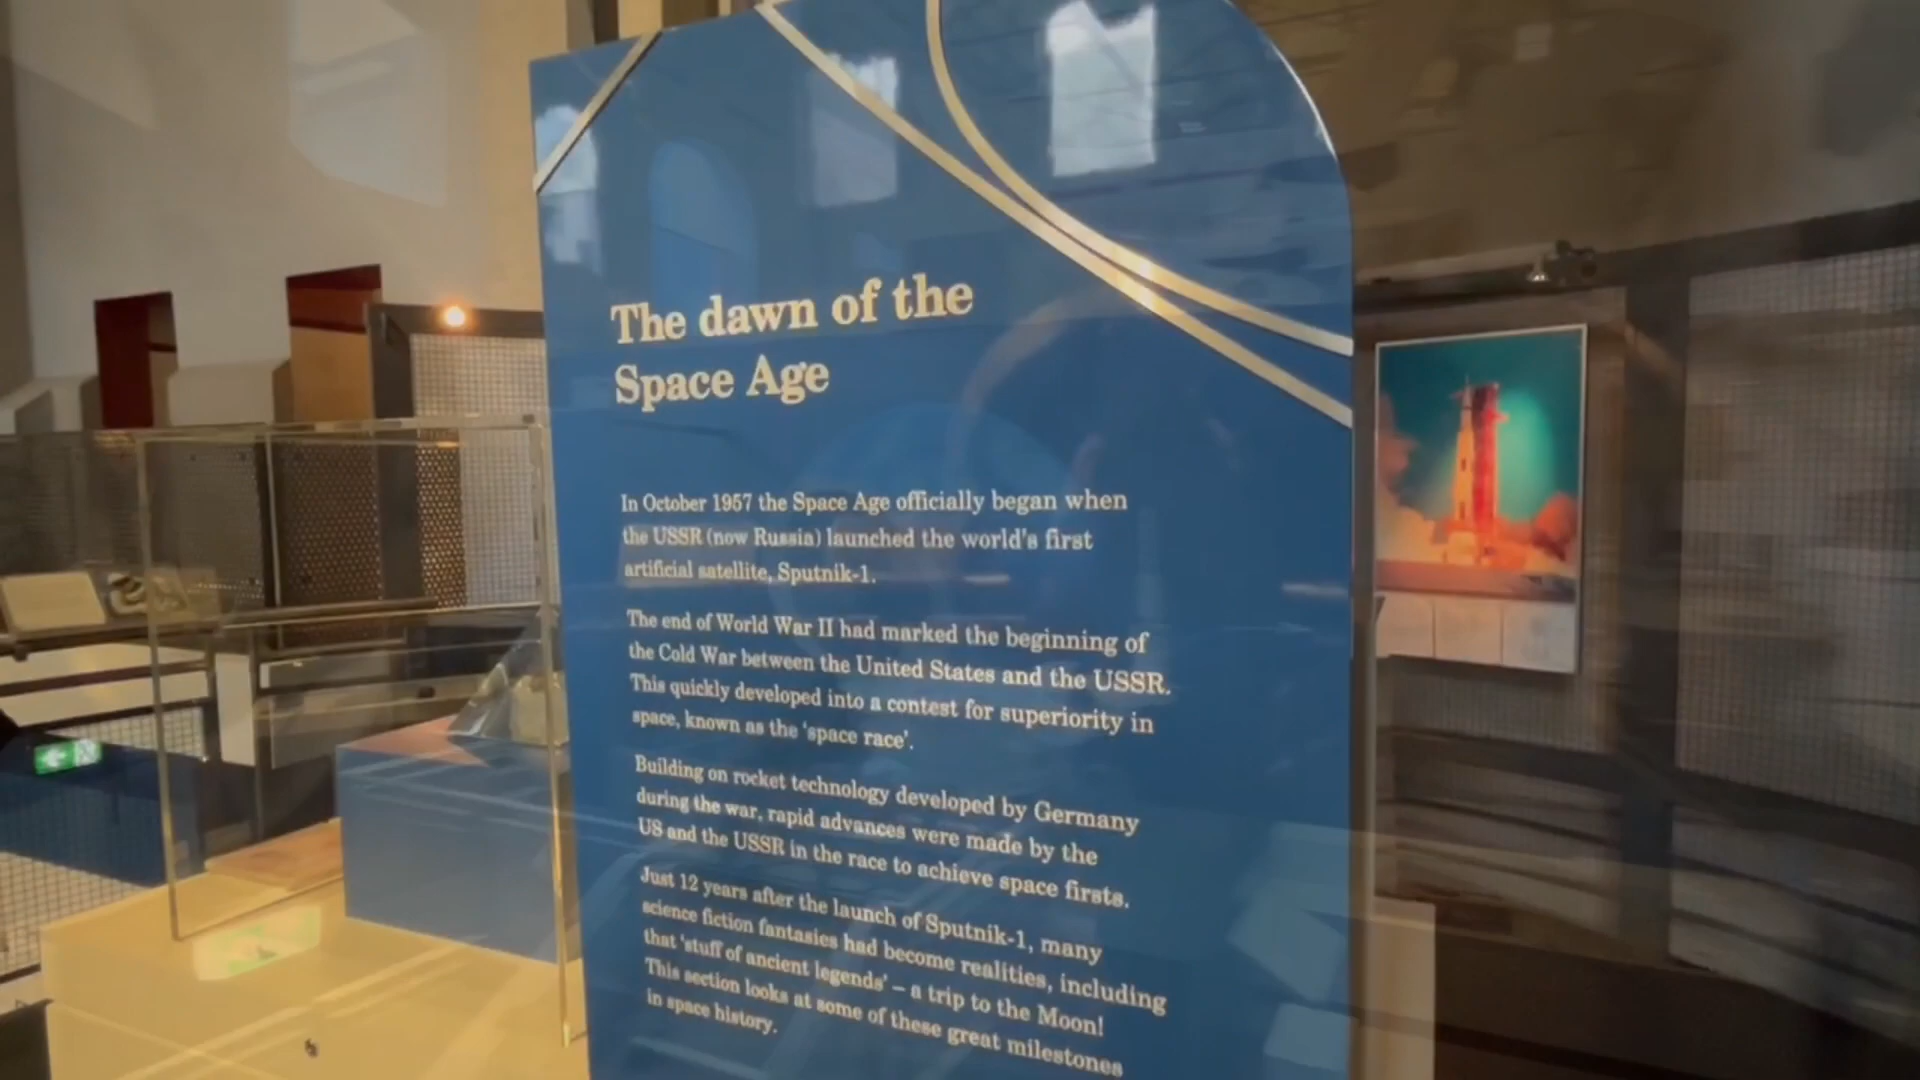 The dawn of the
Space Age
In October 1957 the Space Age officially began when
the USSR (now Russia) launched the world's first
artificial satellite, Sputnik-1.
The end of World War II had marked the beginning of
the Cold War between the United States and the USSR.
This quickly developed into a contest for superiority in
space, known as the 'space race'.
Building on rocket technology developed by Germany
during the war, rapid advances were made by the
US and the USSR in the race to achieve space firsts.
Just 12 years after the launch of Sputnik-1, many
science fiction fantasies had become realities, including
that 'stuff of ancient legends' – a trip to the Moon!
This section looks at some of these great milestones
in space history.